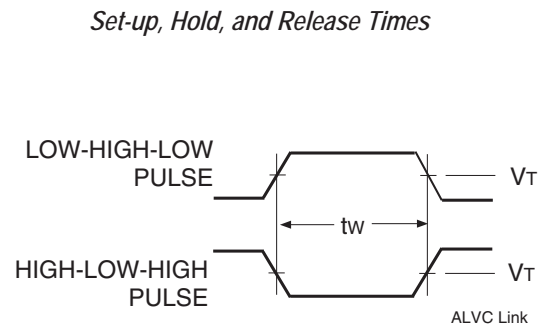 Set-up, Hold, and Release Times
LOW-HIGH-LOW
PULSE
VT
tw
HIGH-LOW-HIGH
PULSE
VT
ALVC Link